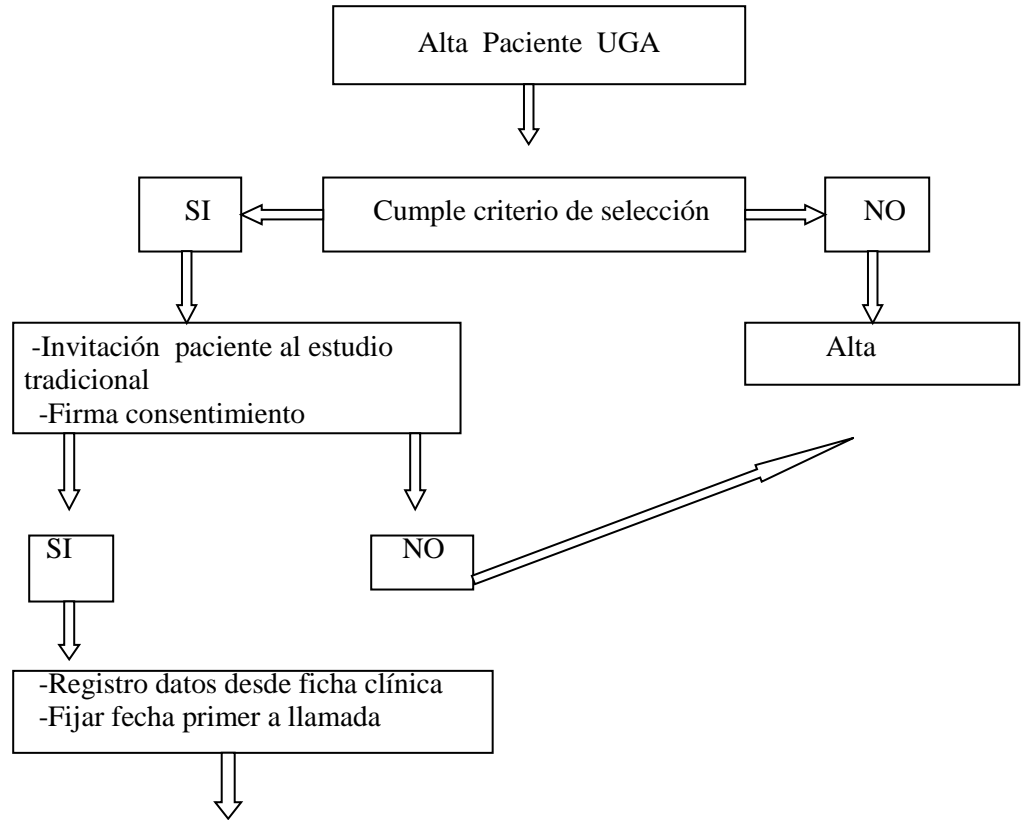 Alta Paciente UGA
SI
Cumple criterio de selección
NO
-Invitación paciente al estudio
tradicional
-Firma consentimiento
Alta
SI
NO
-Registro datos desde ficha clínica
-Fijar fecha primer a llamada